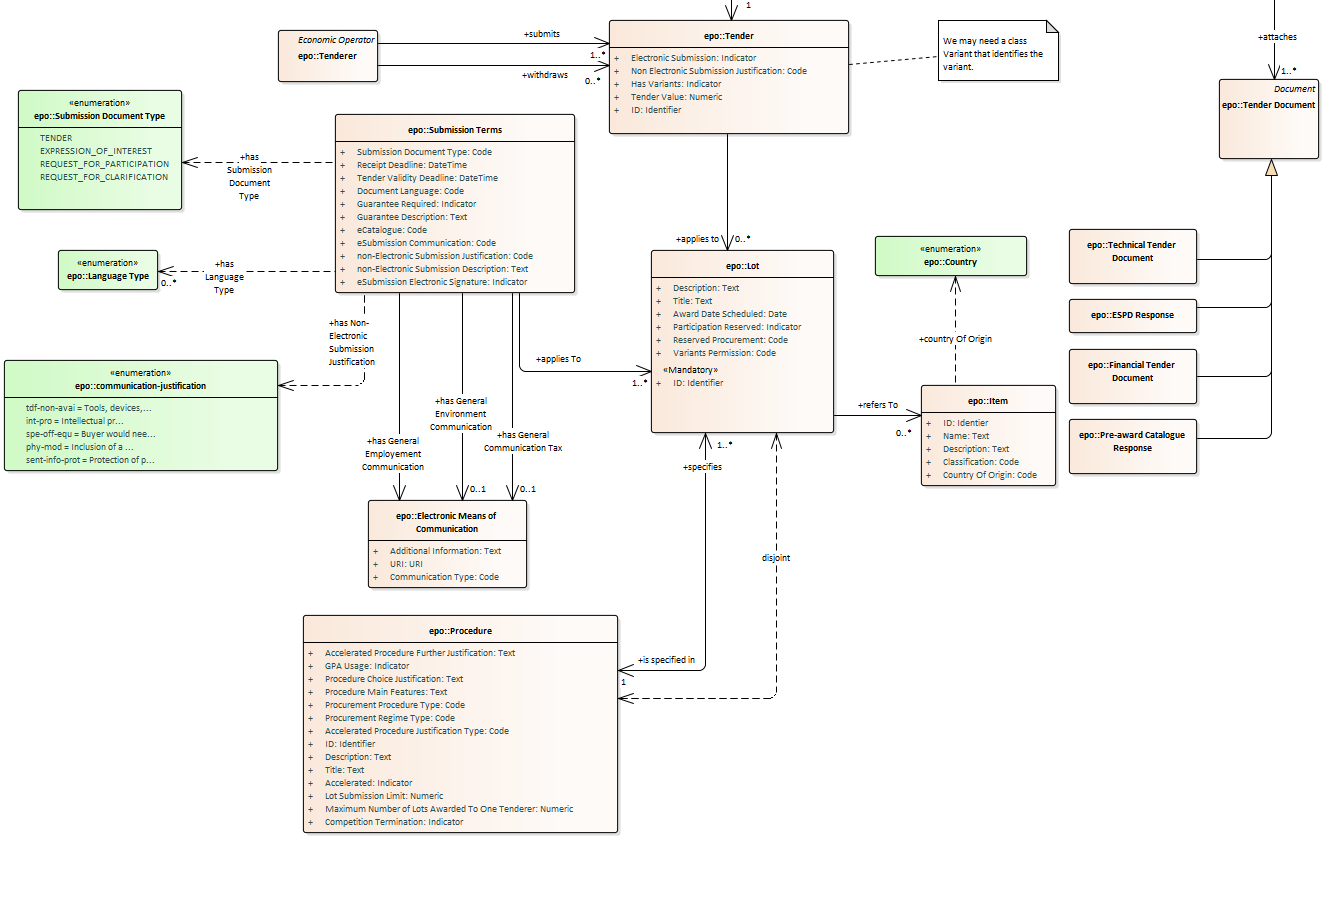 1
+attaches
1..*
Economic Operator
epo::Tenderer
+submits
1..*
+withdraws
0..*
epo::Tender
+ Electronic Submission: Indicator
+ Non Electronic Submission Justification: Code
+ Has Variants: Indicator
+ Tender Value: Numeric
+ ID: Identifier
We may need a class
Variant that identifies the
variant.
Document
epo::Tender Document
«enumeration»
epo::Submission Document Type
TENDER
EXPRESSION_OF_INTEREST
REQUEST_FOR_PARTICIPATION
REQUEST_FOR_CLARIFICATION
+has
Submission
Document
Type
epo::Submission Terms
+ Submission Document Type: Code
+ Receipt Deadline: DateTime
+ Tender Validity Deadline: DateTime
+ Document Language: Code
+ Guarantee Required: Indicator
+ Guarantee Description: Text
+ eCatalogue: Code
+ eSubmission Communication: Code
+ non-Electronic Submission Justification: Code
+ non-Electronic Submission Description: Text
+ eSubmission Electronic Signature: Indicator
+applies to
0..*
«enumeration»
epo::Language Type
+has
Language
Type
0..*
epo::Lot
+ Description: Text
+ Title: Text
+ Award Date Scheduled: Date
+ Participation Reserved: Indicator
+ Reserved Procurement: Code
+ Variants Permission: Code
«Mandatory»
+ ID: Identifier
«enumeration»
epo::Country
+country Of Origin
epo::Technical Tender
Document
epo::ESPD Response
epo::Financial Tender
Document
epo::Pre-award Catalogue
Response
+has Non-
Electronic
Submission
Justification
+applies To
1..*
«enumeration»
epo::communication-justification
tdf-non-avai = Tools, devices,...
int-pro = Intellectual pr...
spe-off-equ = Buyer would nee...
phy-mod = Inclusion of a ...
sent-info-prot = Protection of p...
+refers To
0..*
epo::Item
+ ID: Identier
+ Name: Text
+ Description: Text
+ Classification: Code
+ Country Of Origin: Code
+has General
Employement
Communication
+has General
Environment
Communication
0..1
+has General
Communication Tax
0..1
1..*
+specifies
epo::Electronic Means of
Communication
+ Additional Information: Text
+ URI: URI
+ Communication Type: Code
disjoint
+is specified in
1
epo::Procedure
+ Accelerated Procedure Further Justification: Text
+ GPA Usage: Indicator
+ Procedure Choice Justification: Text
+ Procedure Main Features: Text
+ Procurement Procedure Type: Code
+ Procurement Regime Type: Code
+ Accelerated Procedure Justification Type: Code
+ ID: Identifier
+ Description: Text
+ Title: Text
+ Accelerated: Indicator
+ Lot Submission Limit: Numeric
+ Maximum Number of Lots Awarded To One Tenderer: Numeric
+ Competition Termination: Indicator